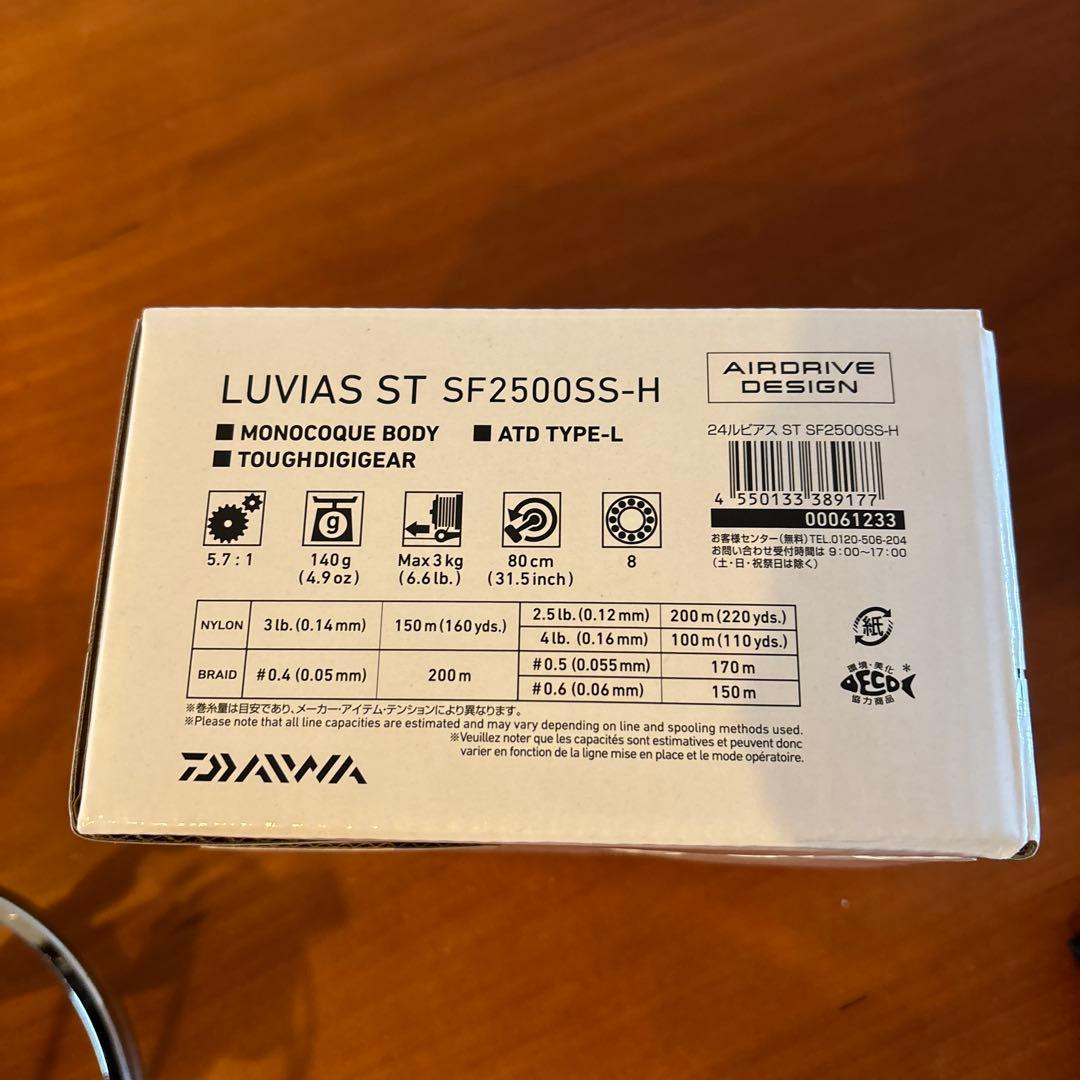 LUVIAS ST SF2500SS-H
AIRDRIVE
DESIGN
■ MONOCOQUE BODY ■ ATD TYPE-L
■ TOUGHDIGIGEAR
24ルビアス ST SF2500SS-H
4 550133 389177
00061233
お客様センター(無料)TEL.0120-506-204
お問い合わせ受付時間は 9:00~17:00
(土・日・祝祭日は除く)
g
5.7 : 1
140g
(4.9 oz)
Max 3 kg
(6.6 lb.)
80 cm
(31.5 inch)
8
NYLON 3 lb. (0.14 mm) 150 m (160 yds.) 2.5 lb. (0.12 mm) 200 m (220 yds.)
4 lb. (0.16 mm) 100 m (110 yds.)
BRAID #0.4 (0.05 mm) 200 m #0.5 (0.055 mm) 170 m
#0.6 (0.06 mm) 150 m
紙
環境・美化
DECO
協力商品
※巻糸量は目安であり、メーカー・アイテム・テンションにより異なります。
※Please note that all line capacities are estimated and may vary depending on line and spooling methods used.
※Veuillez noter que les capacités sont estimatives et peuvent donc
varier en fonction de la ligne mise en place et le mode opératoire.
DAIWA